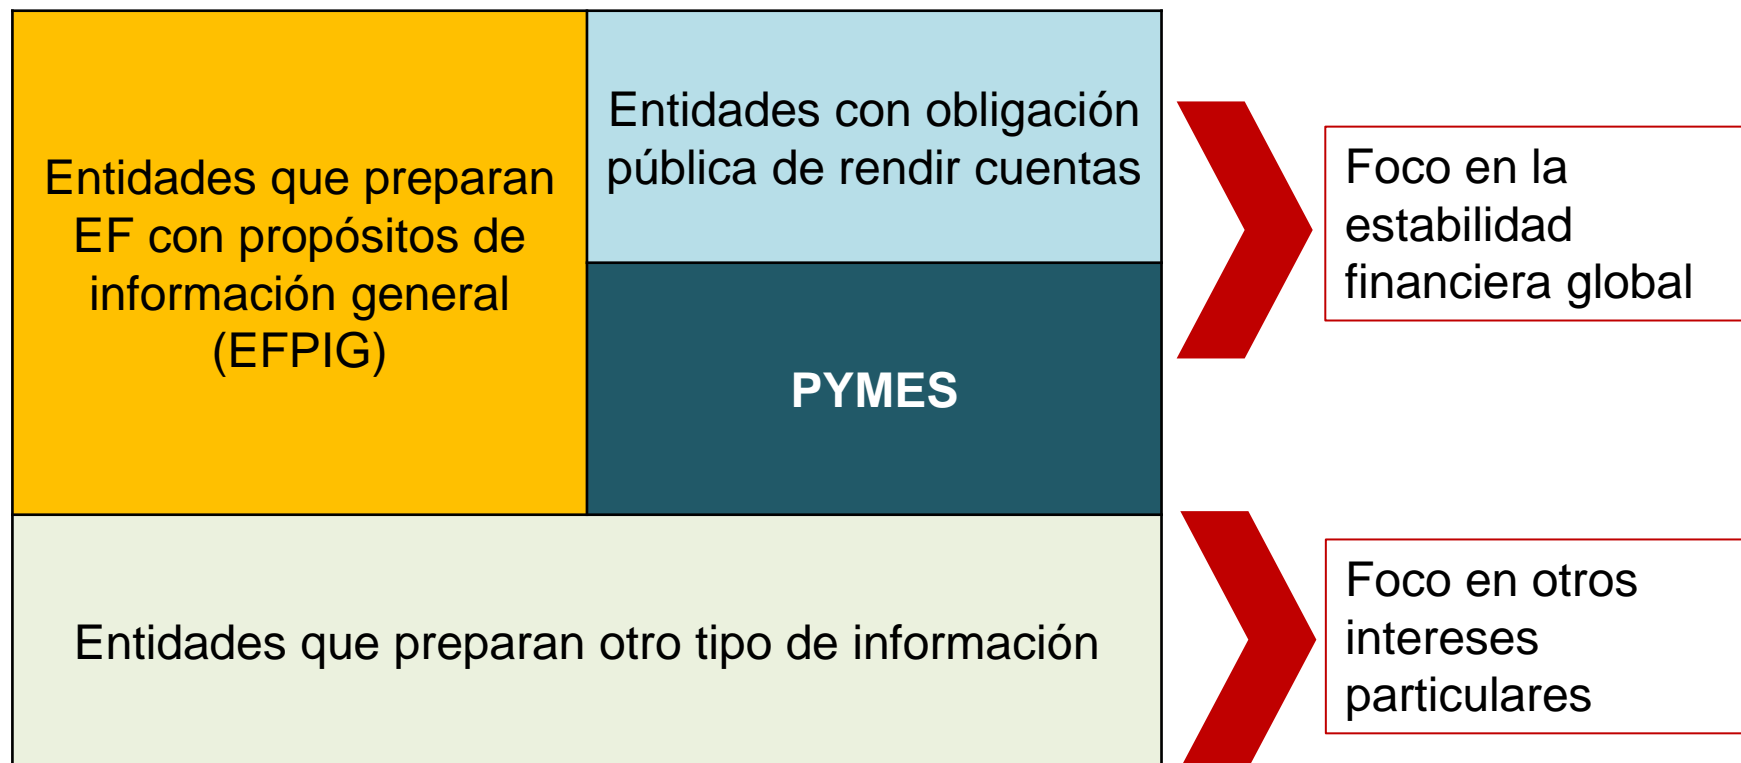 Entidades que preparan
EF con propósitos de
información general
(EFPIG)
Entidades con obligación
pública de rendir cuentas
PYMES
Foco en la
estabilidad
financiera global
Entidades que preparan otro tipo de información
Foco en otros
intereses
particulares